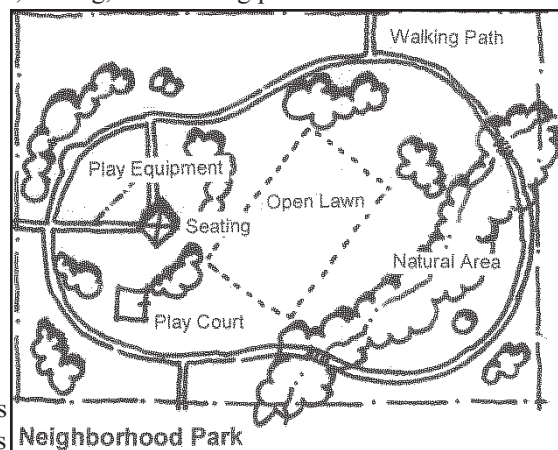 Walking Path
Play Equipment
Open Lawn
Seating
Natural Area
Play Court
Neighborhood Park